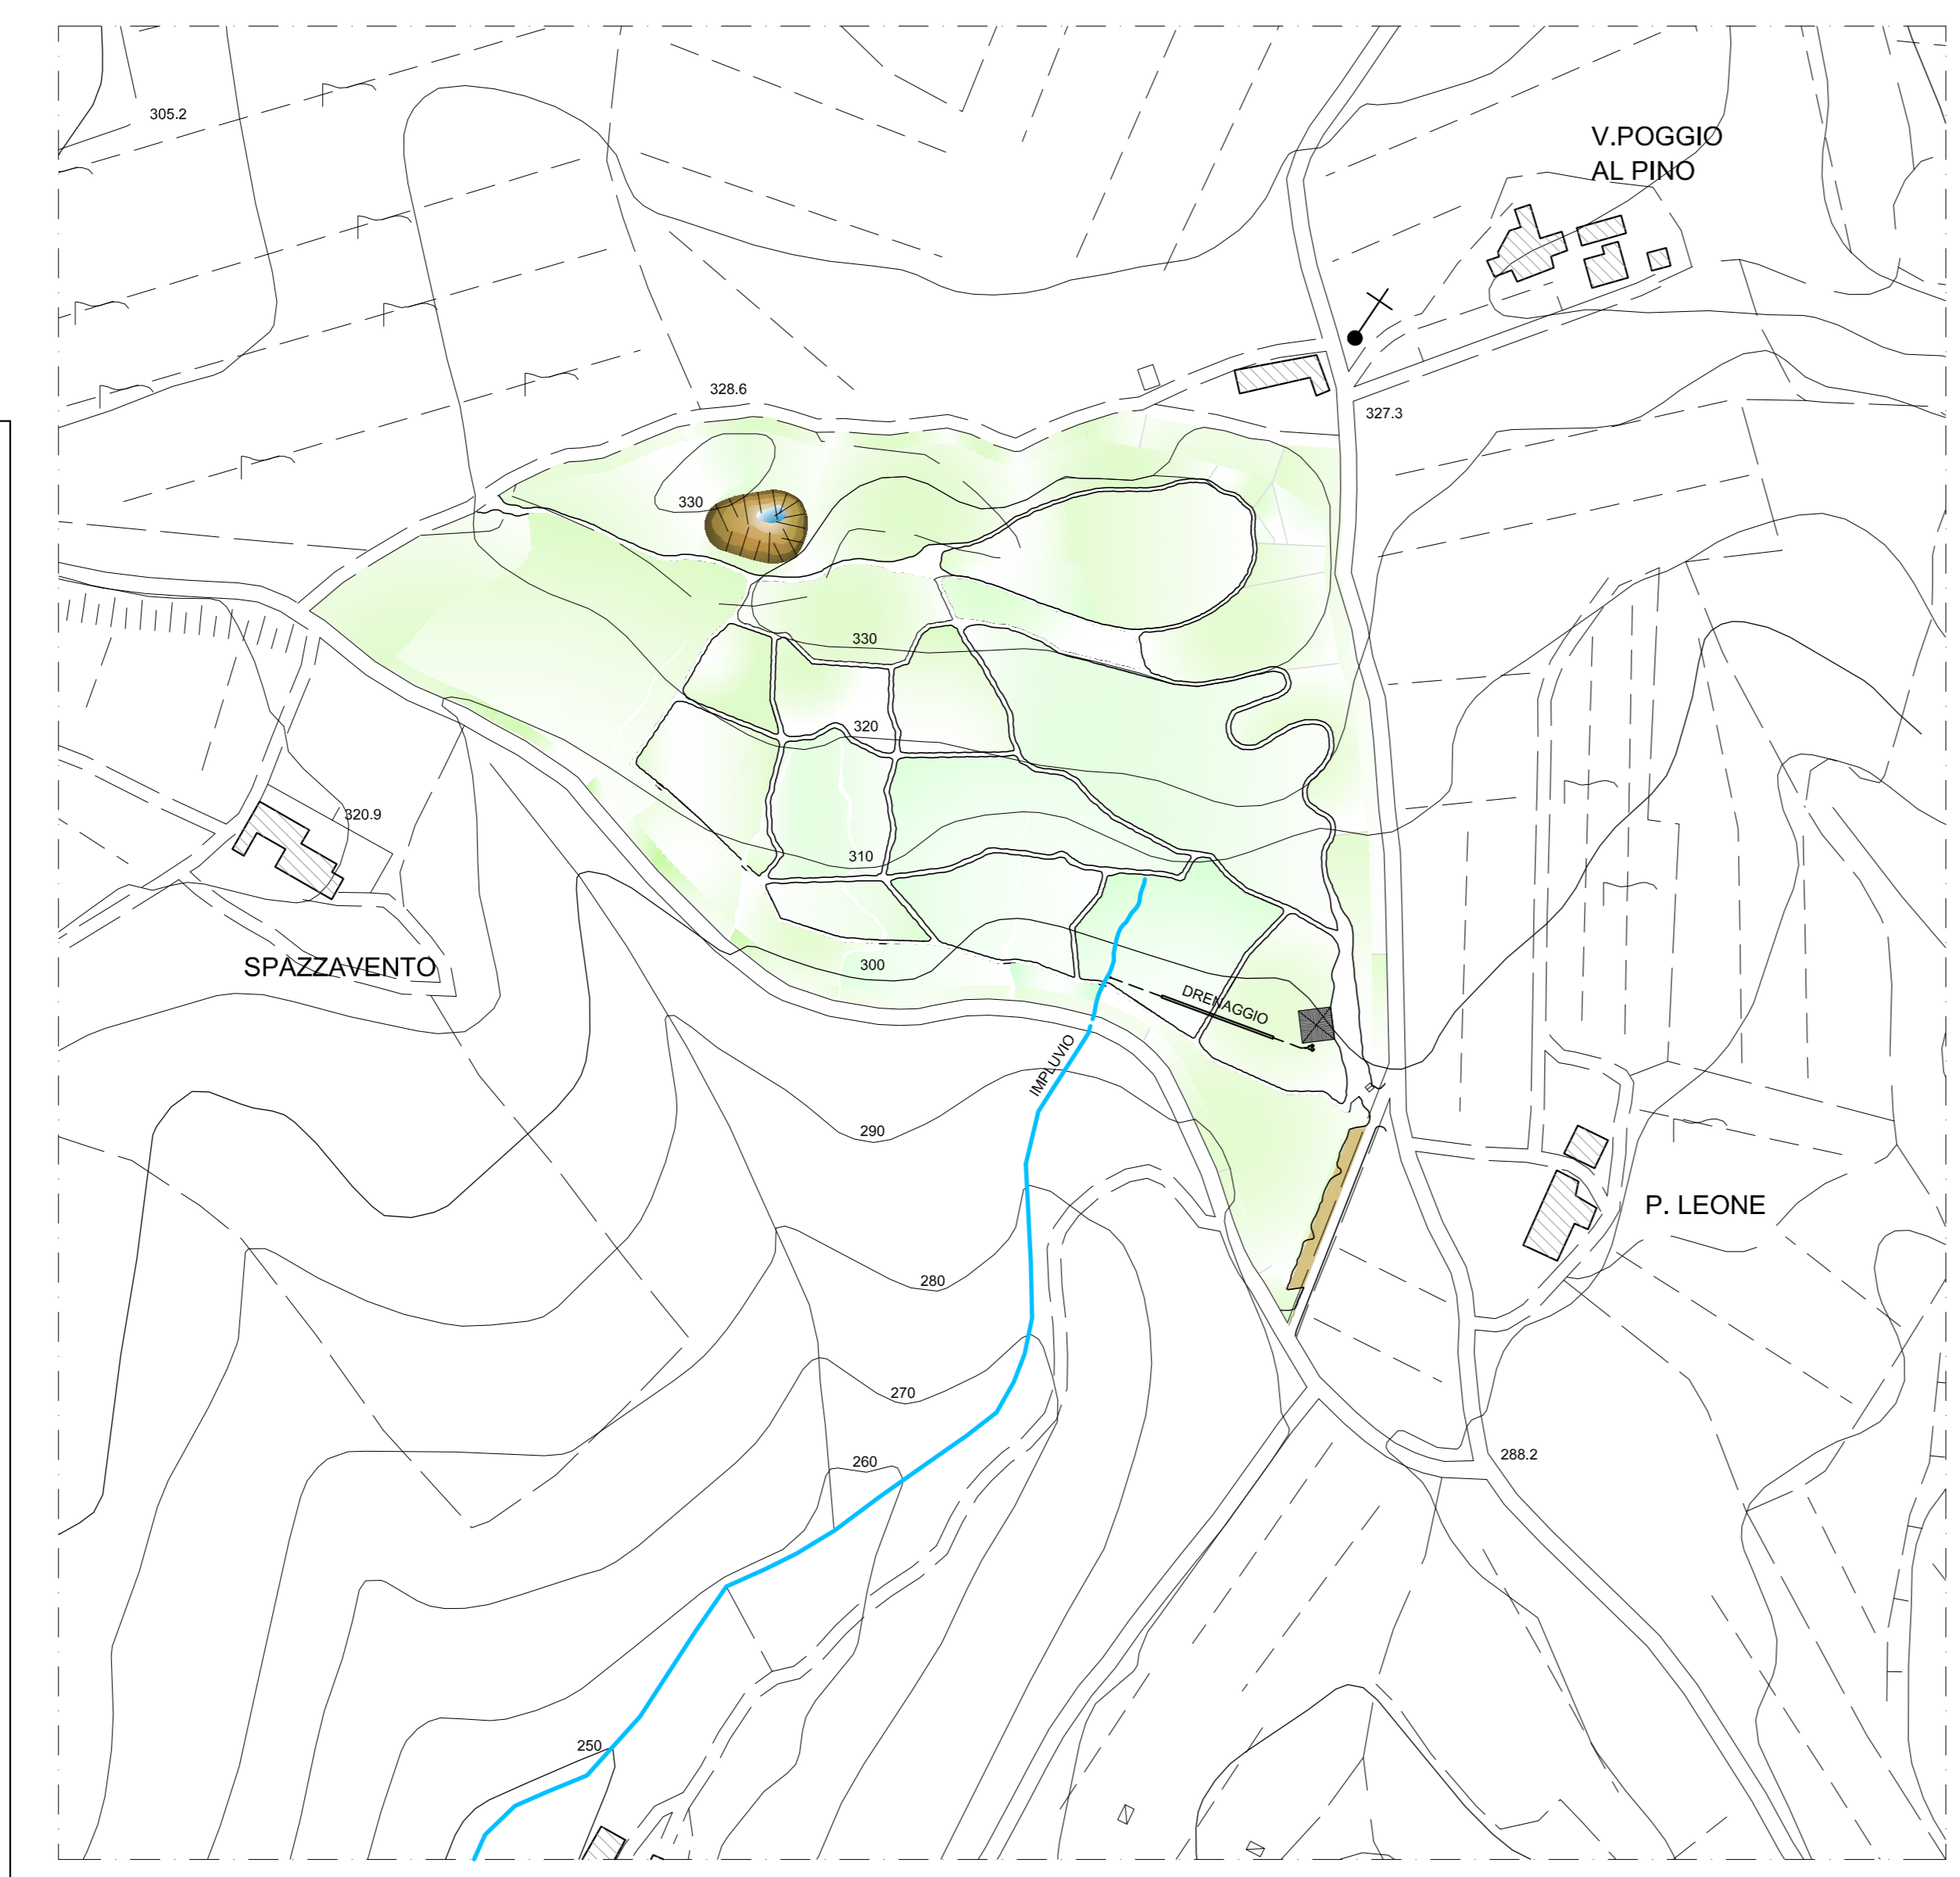 305.2
V.POGGIO
AL PINO
328.6
327.3
330
330
320
320.9
310
SPAZZAVENTO
300
DRENAGGIO
IMPLUVIO
290
P. LEONE
280
270
288.2
260
250